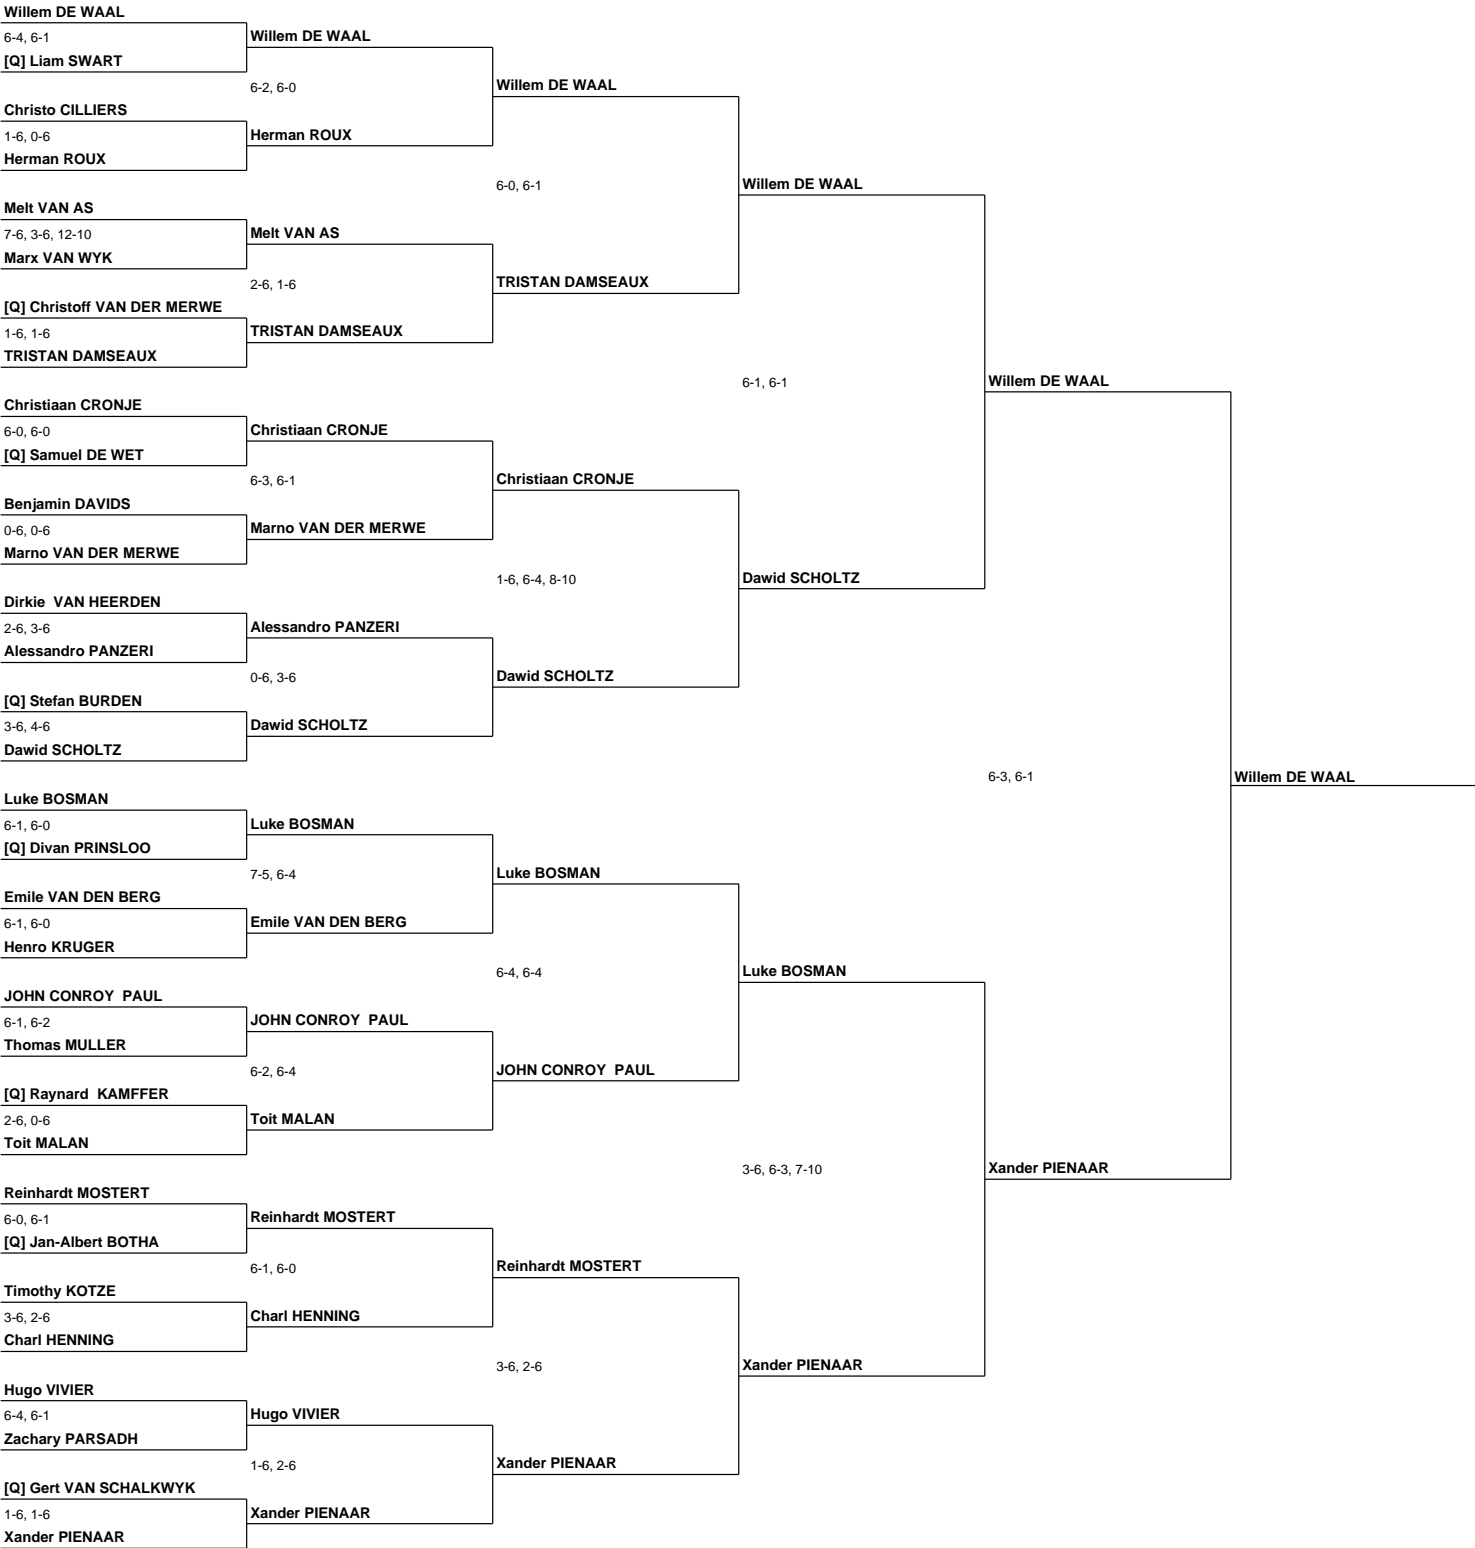 Willem DE WAAL
6-4, 6-1
[Q] Liam SWART
Christo CILLIERS
1-6, 0-6
Herman ROUX
Melt VAN AS
7-6, 3-6, 12-10
Marx VAN WYK
[Q] Christoff VAN DER MERWE
1-6, 1-6
TRISTAN DAMSEAUX
Christiaan CRONJE
6-0, 6-0
[Q] Samuel DE WET
Benjamin DAVIDS
0-6, 0-6
Marno VAN DER MERWE
Dirkie  VAN HEERDEN
2-6, 3-6
Alessandro PANZERI
[Q] Stefan BURDEN
3-6, 4-6
Dawid SCHOLTZ
Luke BOSMAN
6-1, 6-0
[Q] Divan PRINSLOO
Emile VAN DEN BERG
6-1, 6-0
Henro KRUGER
JOHN CONROY  PAUL
6-1, 6-2
Thomas MULLER
[Q] Raynard  KAMFFER
2-6, 0-6
Toit MALAN
Reinhardt MOSTERT
6-0, 6-1
[Q] Jan-Albert BOTHA
Timothy KOTZE
3-6, 2-6
Charl HENNING
Hugo VIVIER
6-4, 6-1
Zachary PARSADH
[Q] Gert VAN SCHALKWYK
1-6, 1-6
Xander PIENAAR
Willem DE WAAL
6-2, 6-0
Herman ROUX
Melt VAN AS
2-6, 1-6
TRISTAN DAMSEAUX
Christiaan CRONJE
6-3, 6-1
Marno VAN DER MERWE
Alessandro PANZERI
0-6, 3-6
Dawid SCHOLTZ
Luke BOSMAN
7-5, 6-4
Emile VAN DEN BERG
JOHN CONROY  PAUL
6-2, 6-4
Toit MALAN
Reinhardt MOSTERT
6-1, 6-0
Charl HENNING
Hugo VIVIER
1-6, 2-6
Xander PIENAAR
Willem DE WAAL
6-0, 6-1
TRISTAN DAMSEAUX
Christiaan CRONJE
1-6, 6-4, 8-10
Dawid SCHOLTZ
Luke BOSMAN
6-4, 6-4
JOHN CONROY  PAUL
Reinhardt MOSTERT
3-6, 2-6
Xander PIENAAR
Willem DE WAAL
6-1, 6-1
Dawid SCHOLTZ
Luke BOSMAN
3-6, 6-3, 7-10
Xander PIENAAR
Willem DE WAAL
6-3, 6-1
Xander PIENAAR
Willem DE WAAL